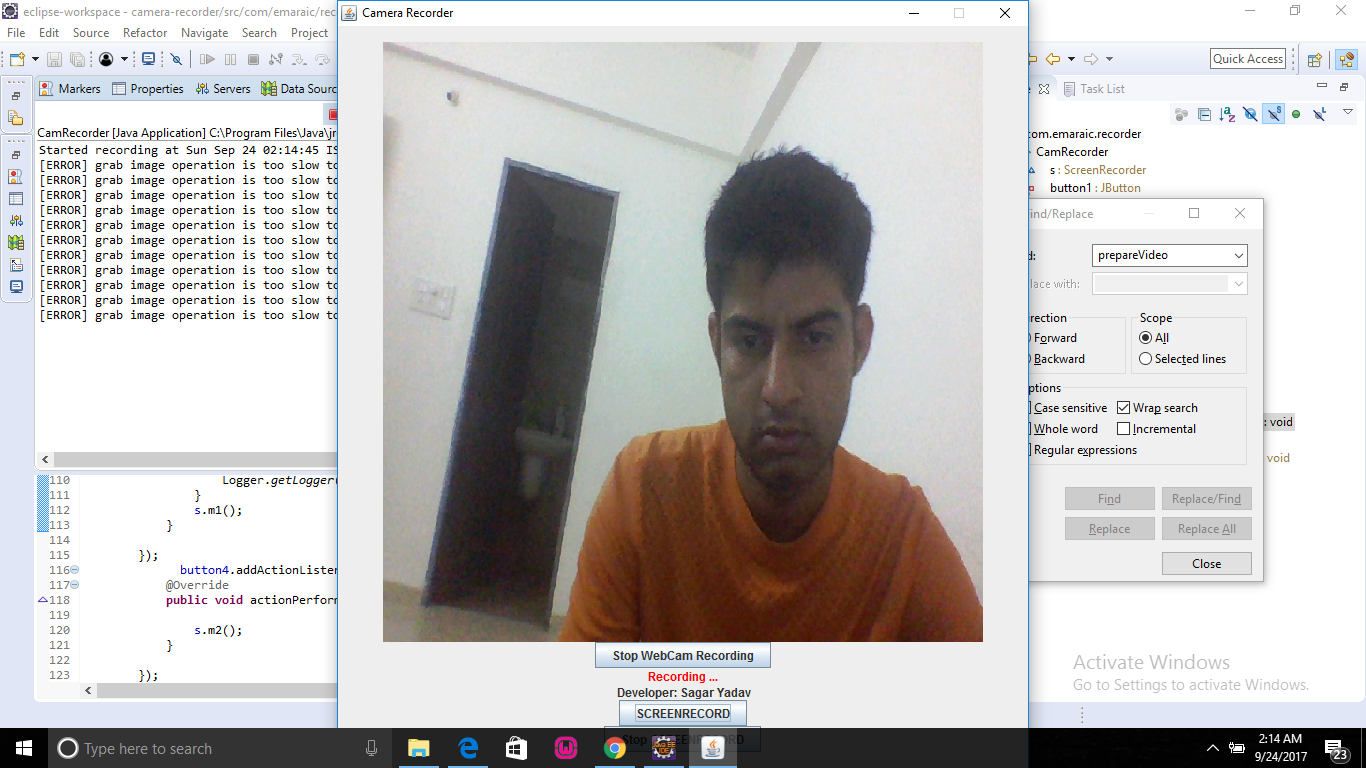 eclipse-workspace - camera-recorder/src/com/emaraic/rec
File Edit Source Refactor Navigate Search Project
Quick Access
Markers Properties Servers Data Sour
CamRecorder [Java Application] C:\Program Files\Java\jr
Started recording at Sun Sep 24 02:14:45 IS
[ERROR] grab image operation is too slow to
[ERROR] grab image operation is too slow to
[ERROR] grab image operation is too slow to
[ERROR] grab image operation is too slow to
[ERROR] grab image operation is too slow to
[ERROR] grab image operation is too slow to
[ERROR] grab image operation is too slow to
[ERROR] grab image operation is too slow to
[ERROR] grab image operation is too slow to
[ERROR] grab image operation is too slow to
[ERROR] grab image operation is too slow to
110 Logger.getLogger(
111 }
112 s.m1();
113 }
114
115 });
116 button4.addActionListen
117 @Override
118 public void actionPerform
119
120 s.m2();
121 }
122
123 });
Camera Recorder
Stop WebCam Recording
Recording ...
Developer: Sagar Yadav
SCREENRECORD
Task List
com.emaraic.recorder
CamRecorder
s : ScreenRecorder
button1 : JButton
ind/Replace
d: prepareVideo
lace with:
rection
Forward
Backward
Scope
All
Selected lines
ptions
Case sensitive Wrap search
Whole word Incremental
Regular expressions
Find Replace/Find
Replace Replace All
Close
: void
void
Activate Windows
Go to Settings to activate Windows.
Type here to search
2:14 AM
9/24/2017
23